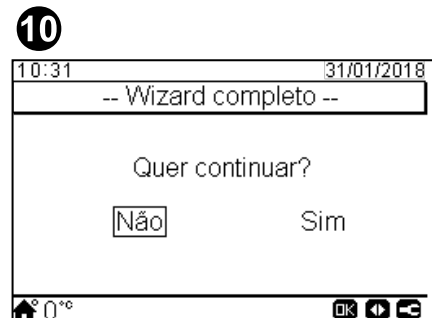 10
10:31 31/01/2018
-- Wizard completo --
Quer continuar?
Não Sim
0°c OK